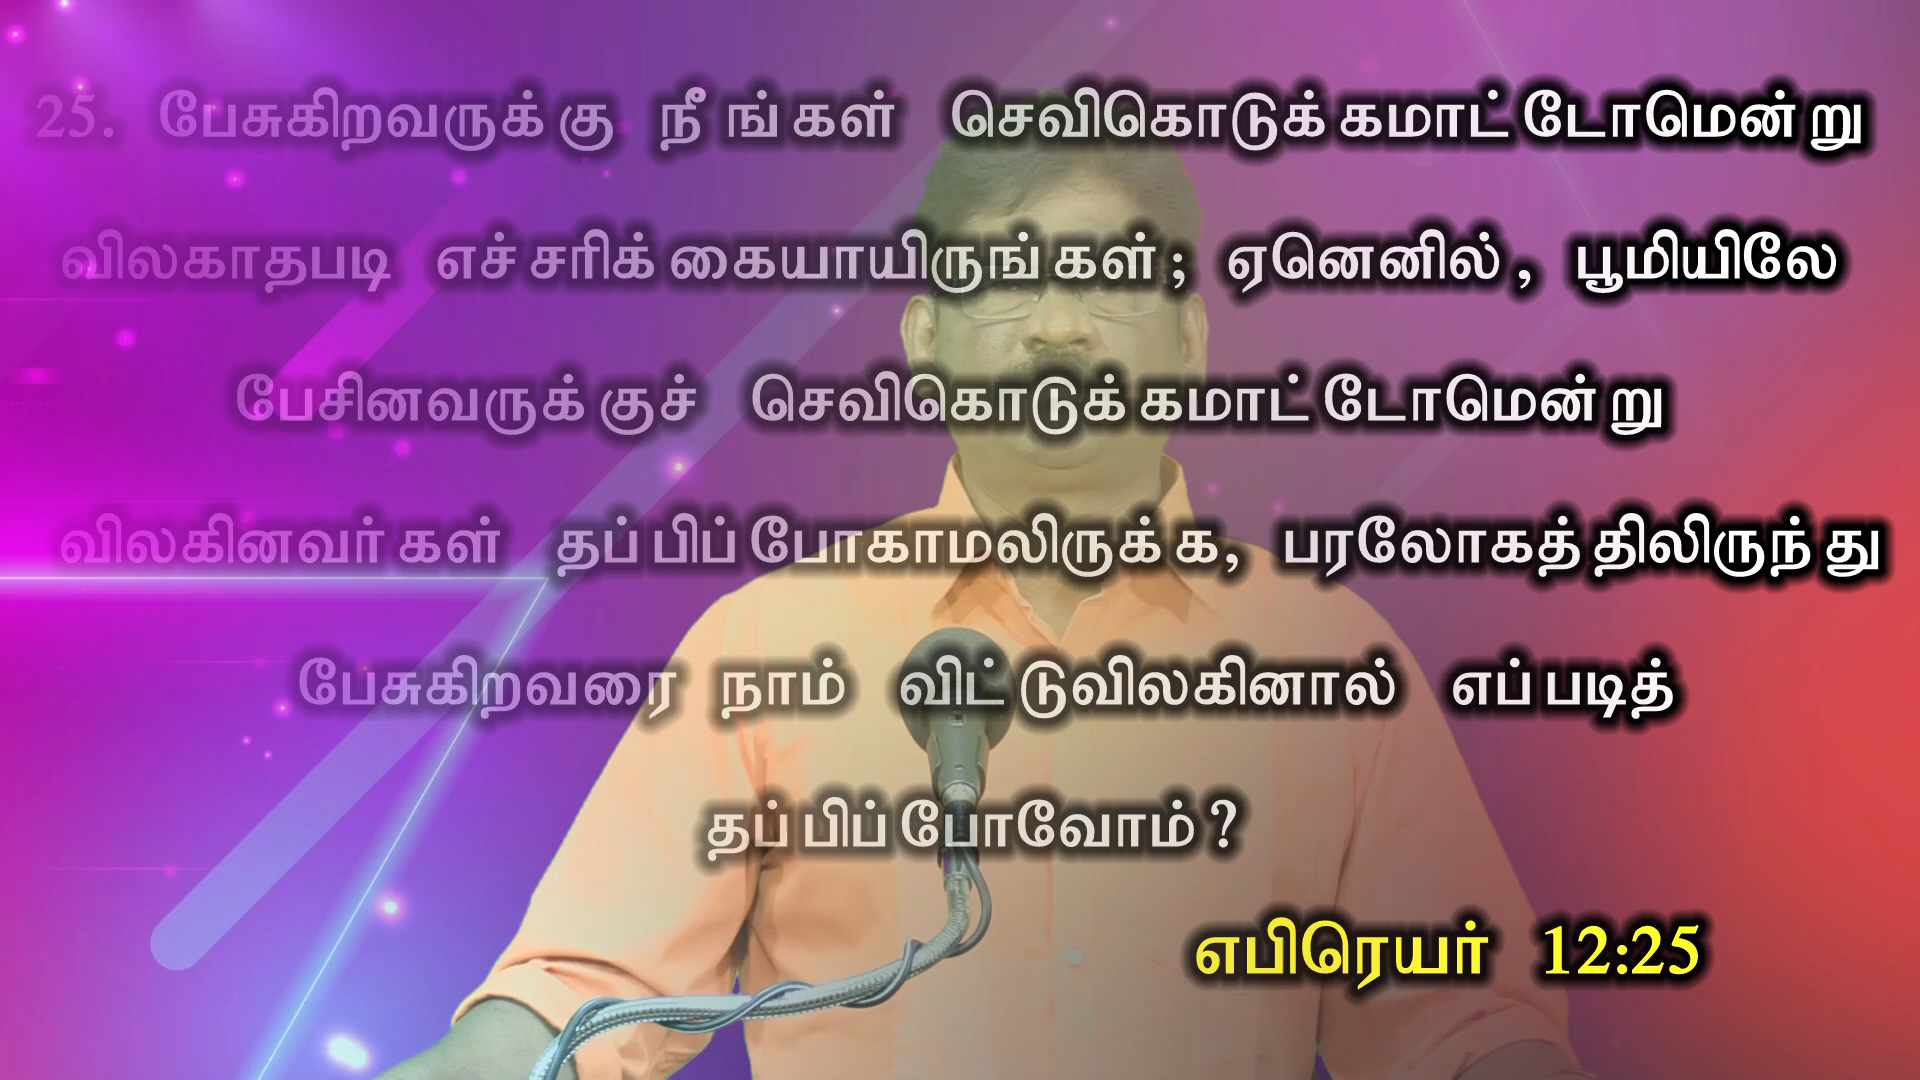 25. பேசுகிறவருக்கு நீங்கள் செவிகொடுக்கமாட்டோமென்று
விலகாதபடி எச்சரிக்கையாயிருங்கள்; ஏனெனில், பூமியிலே
பேசினவருக்குச் செவிகொடுக்கமாட்டோமென்று
விலகினவர்கள் தப்பிப்போகாமலிருக்க, பரலோகத்திலிருந்து
பேசுகிறவரை நாம் விட்டுவிலகினால் எப்படித்
தப்பிப்போவோம்?
எபிரெயர் 12:25